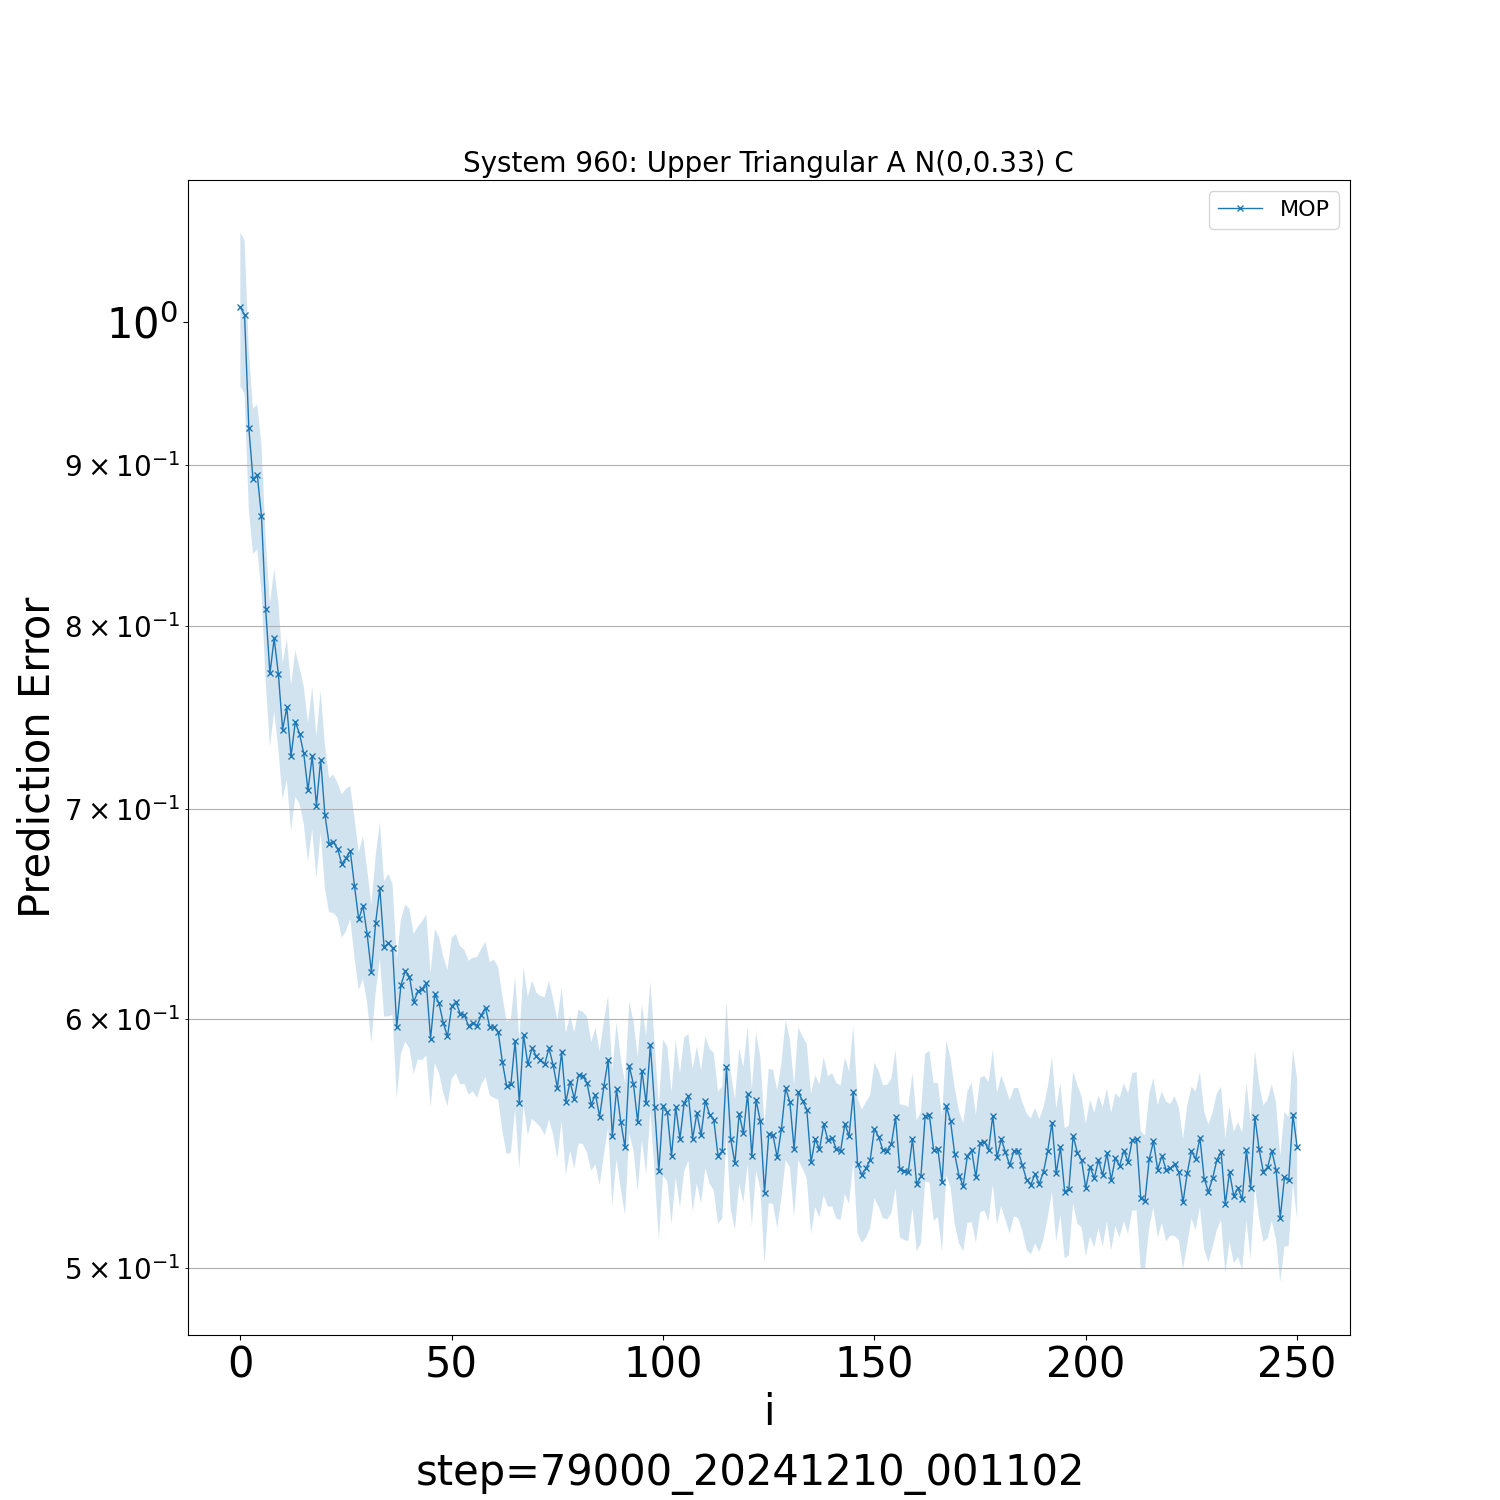 System 960: Upper Triangular A N(0,0.33) C
MOP
10⁰
9 × 10⁻¹
8 × 10⁻¹
7 × 10⁻¹
6 × 10⁻¹
5 × 10⁻¹
Prediction Error
0 50 100 150 200 250
i
step=79000_20241210_001102